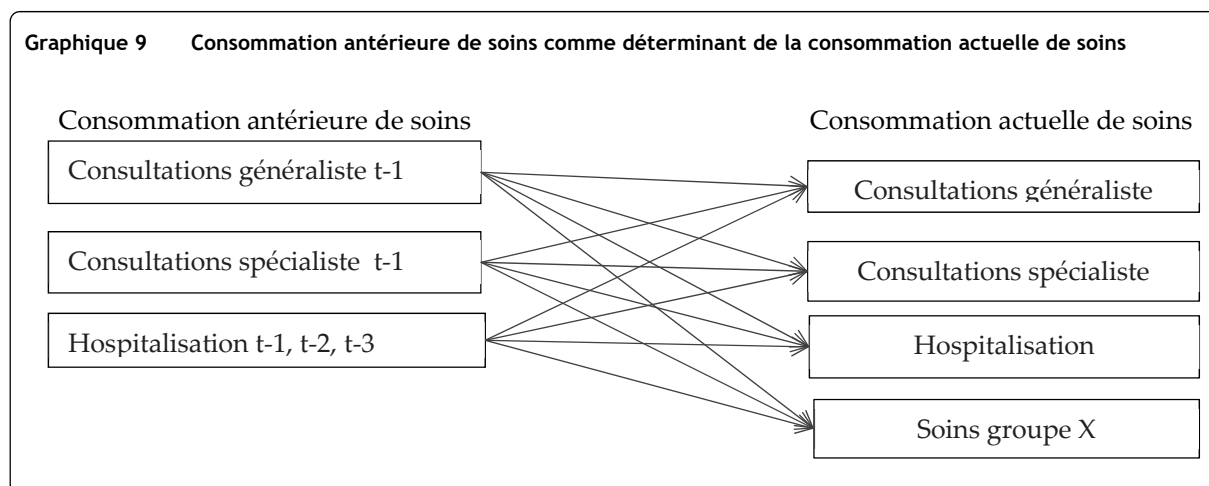 Graphique 9 Consommation antérieure de soins comme déterminant de la consommation actuelle de soins
Consommation antérieure de soins
Consultations généraliste t-1
Consultations spécialiste t-1
Hospitalisation t-1, t-2, t-3
Consommation actuelle de soins
Consultations généraliste
Consultations spécialiste
Hospitalisation
Soins groupe X